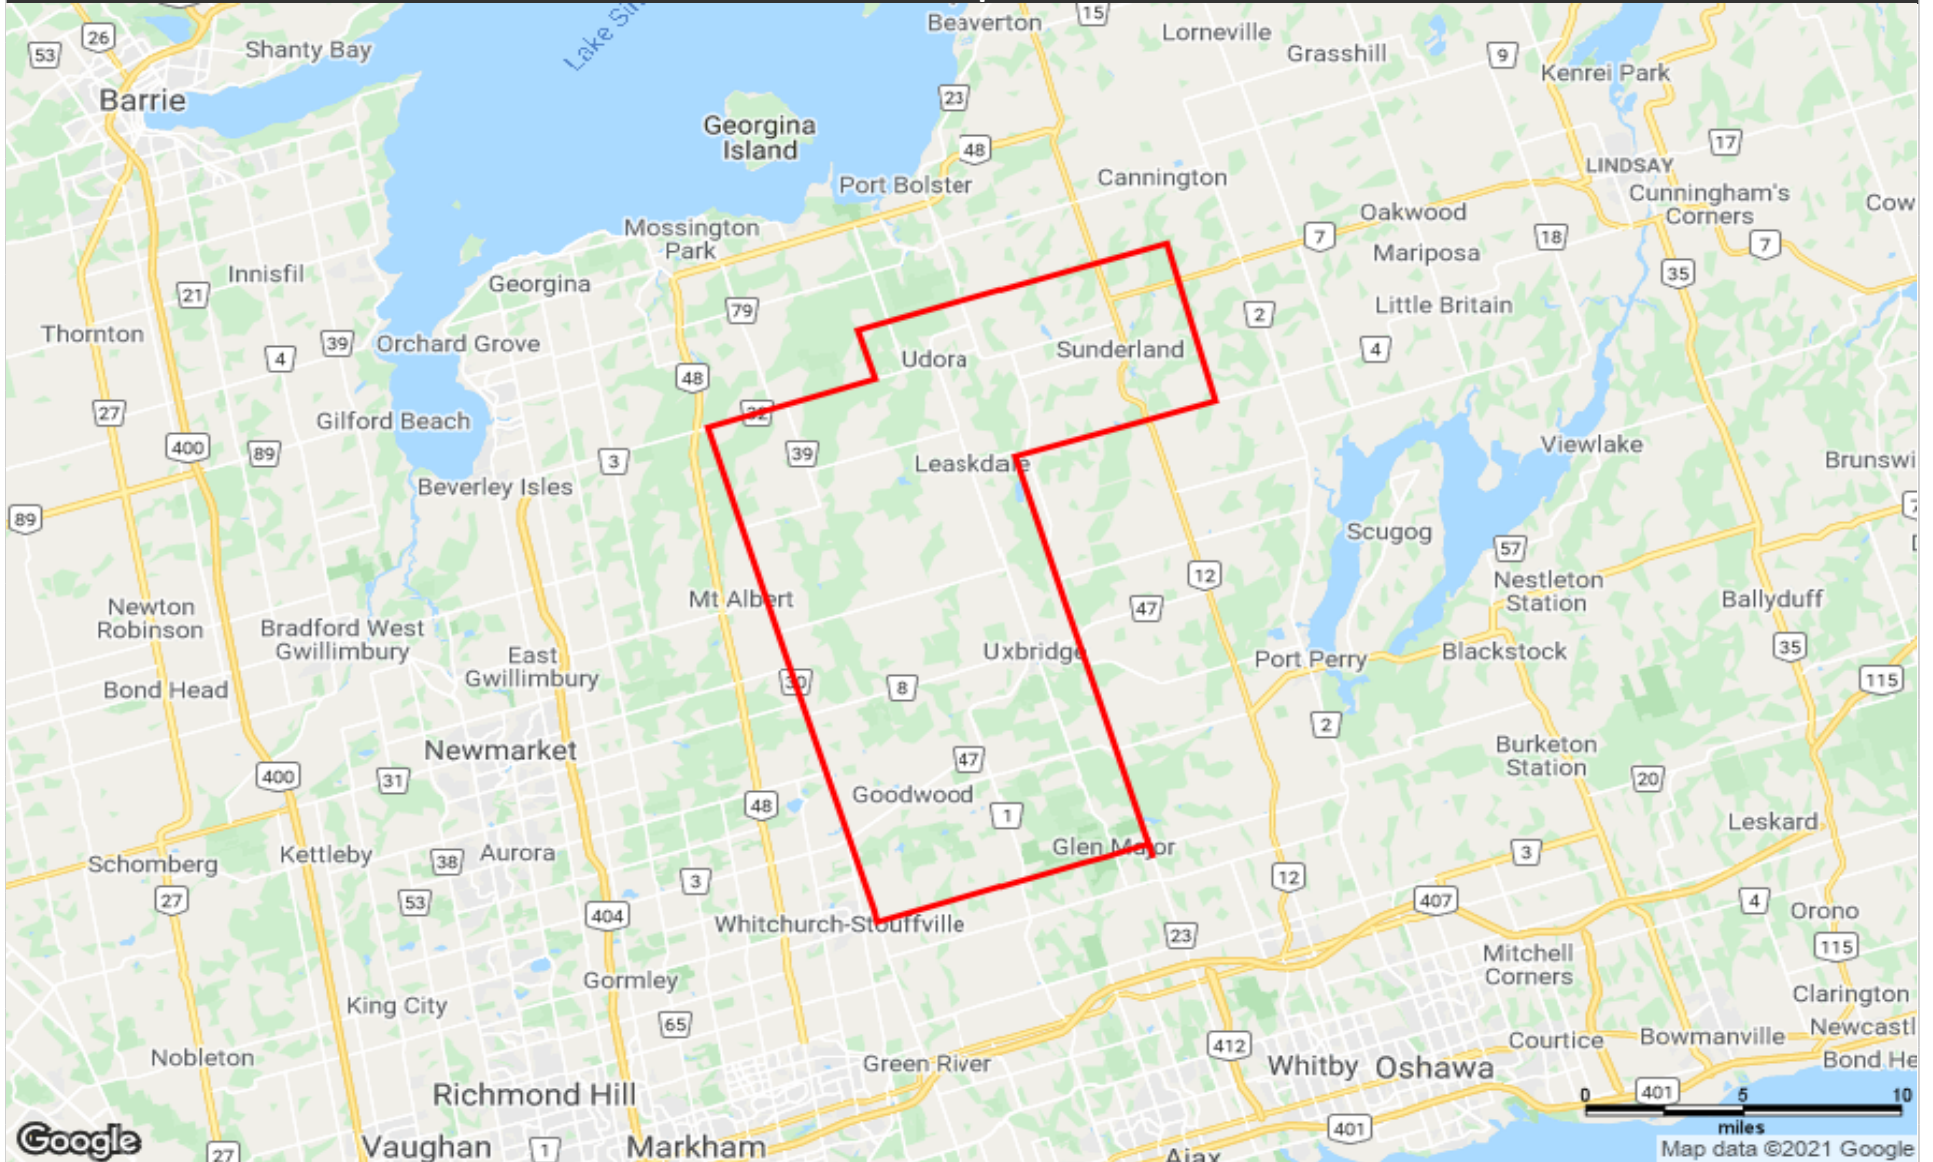 Beaverton
15
Lorneville
26
53
Shanty Bay
Grasshill
9
Kenrei Park
Barrie
23
Georgina
Island
48
17
LINDSAY
Port Bolster
Cannington
Cunningham's
Corners
Cow
Oakwood
Mossington
Park
7
18
Mariposa
7
Innisfil
35
Georgina
21
79
2
Little Britain
Thornton
39
Orchard Grove
4
Udora
Sunderland
4
48
27
32
Gilford Beach
400
89
3
39
Leaskdale
Viewlake
Brunswi
Beverley Isles
89
Scugog
57
12
Nestleton
Station
Mt Albert
47
Ballyduff
Newton
Robinson
Bradford West
Gwillimbury
East
Gwillimbury
Uxbridge
Port Perry
Blackstock
35
Bond Head
30
8
115
2
Newmarket
Burketon
Station
47
400
31
20
Goodwood
48
1
Leskard
Glen Major
Schomberg
Kettleby
38
Aurora
3
3
12
27
53
404
407
4
Orono
Whitchurch-Stouffville
23
115
Mitchell
Corners
Gormley
King City
Clarington
65
Newcastl
Nobleton
412
Courtice
Bowmanville
Green River
Whitby
Oshawa
Bond He
Richmond Hill
0
401
5
10
miles
Google
27
Vaughan
1
Markham
401
Ajax
Map data ©2021 Google